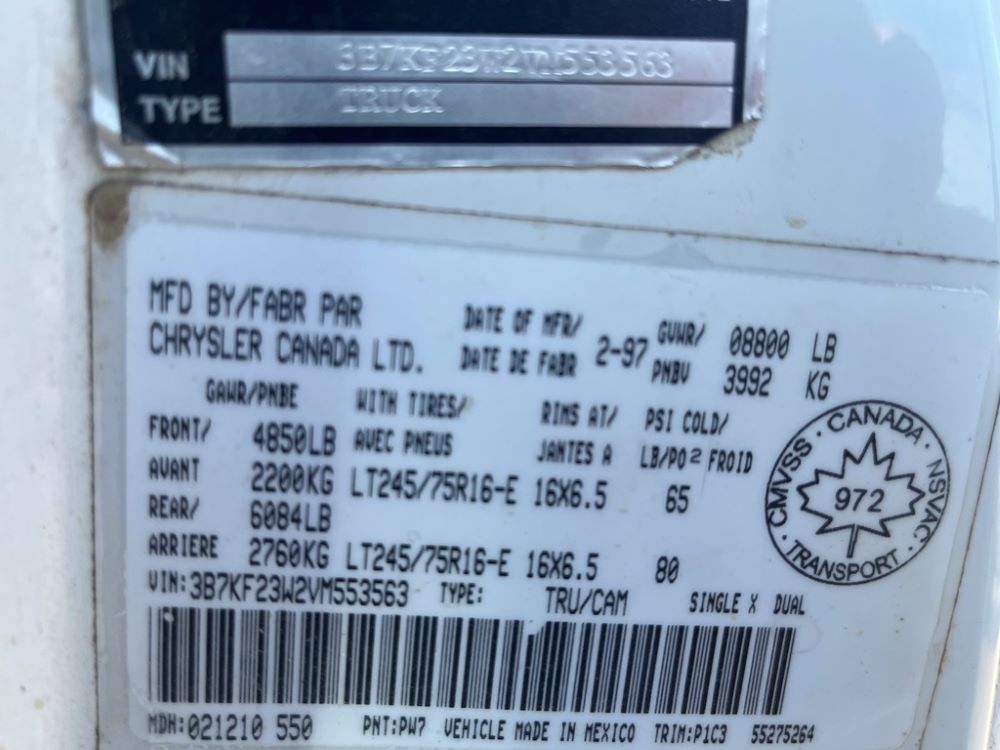 VIN 3B7KF23W2VM553563
TYPE TRUCK
MFD BY/FABR PAR
CHRYSLER CANADA LTD.
DATE OF MFR/
DATE DE FABR 2-97
GVWR/ 08800 LB
PNBV 3992 KG
GAWR/PNBE WITH TIRES/ RIMS AT/ PSI COLD/
FRONT/ 4850LB AVEC PNEUS JANTES A LB/PO² FROID
AVANT 2200KG LT245/75R16-E 16X6.5 65
REAR/ 6084LB
ARRIERE 2760KG LT245/75R16-E 16X6.5 80
VIN:3B7KF23W2VM553563 TYPE: TRU/CAM SINGLE X DUAL
MDH:021210 550 PNT:PW7 VEHICLE MADE IN MEXICO TRIM:P1C3 55275264
CMVSS · CANADA · NSVAC · TRANSPORT ·
972